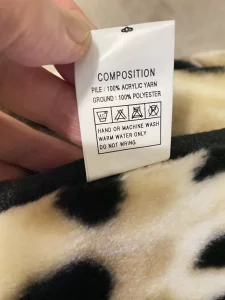 COMPOSITION
PILE : 100% ACRYLIC YARN
GROUND : 100% POLYESTER
HAND OR MACHINE WASH
WARM WATER ONLY
DO NOT WRING.